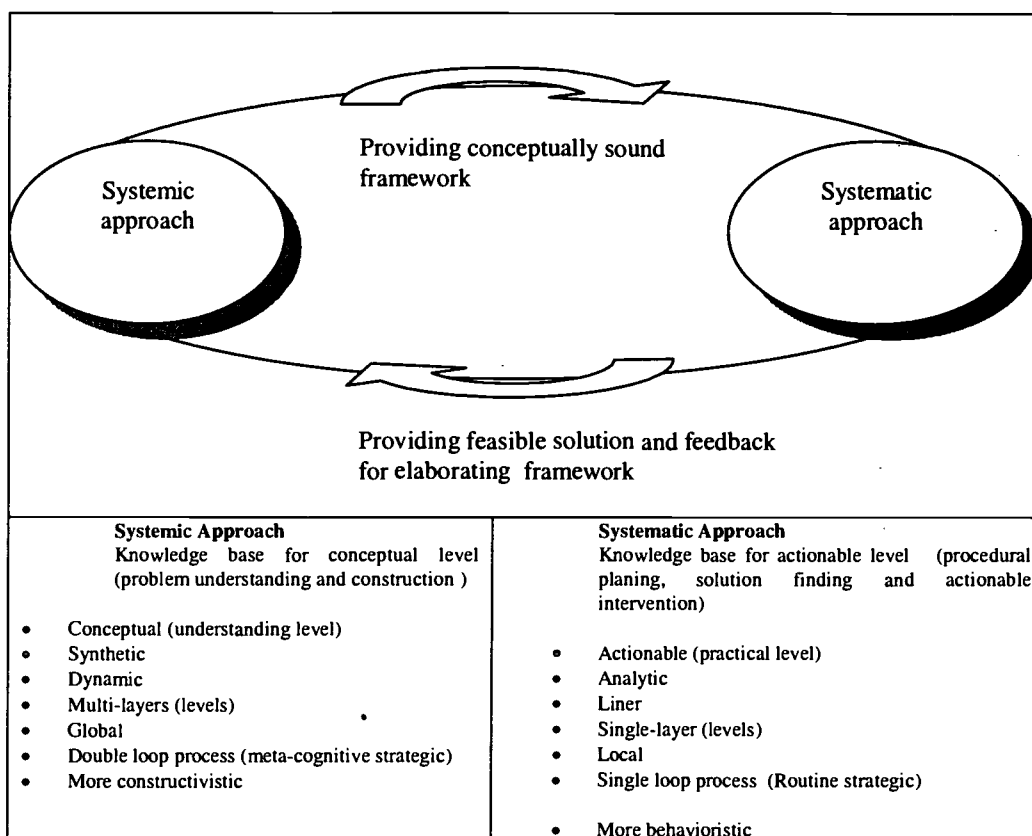 Systemic
approach
Providing conceptually sound
framework
Systematic
approach
Providing feasible solution and feedback
for elaborating framework
Systemic Approach
Knowledge base for conceptual level
(problem understanding and construction )
• Conceptual (understanding level)
• Synthetic
• Dynamic
• Multi-layers (levels)
• Global
• Double loop process (meta-cognitive strategic)
• More constructivistic
Systematic Approach
Knowledge base for actionable level (procedural
planing, solution finding and actionable
intervention)
• Actionable (practical level)
• Analytic
• Liner
• Single-layer (levels)
• Local
• Single loop process (Routine strategic)
• More behavioristic